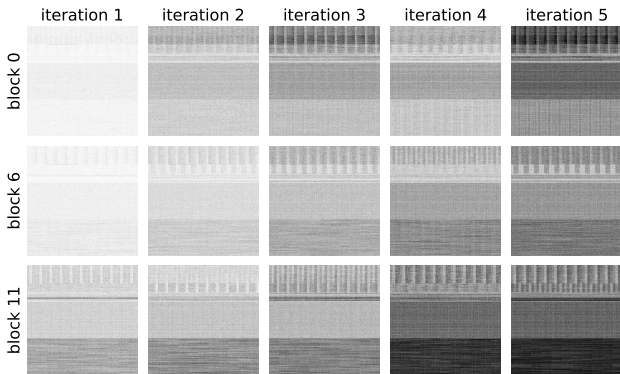 iteration 1
iteration 2
iteration 3
iteration 4
iteration 5
block 0
block 6
block 11